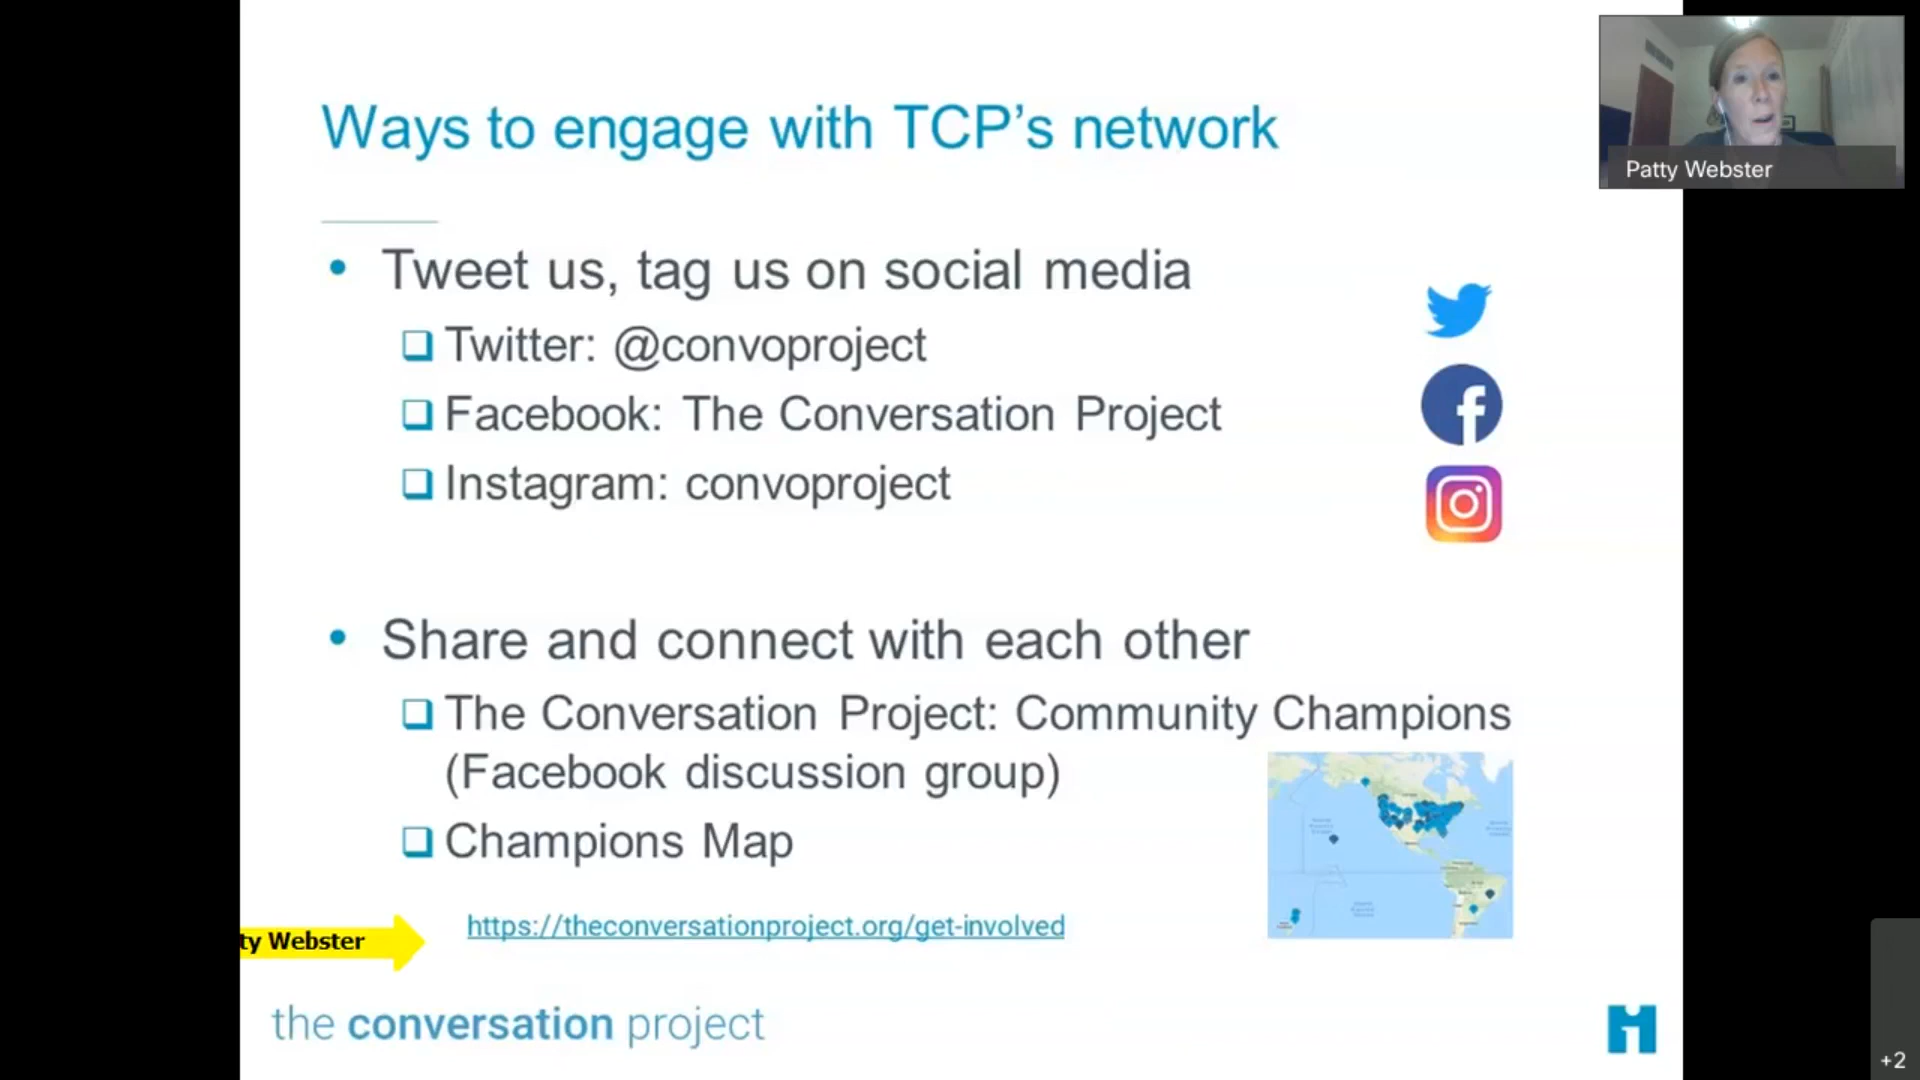 Ways to engage with TCP's network
Patty Webster
• Tweet us, tag us on social media
❑ Twitter: @convoproject
❑ Facebook: The Conversation Project
❑ Instagram: convoproject
• Share and connect with each other
❑ The Conversation Project: Community Champions
(Facebook discussion group)
❑ Champions Map
https://theconversationproject.org/get-involved
ty Webster
the conversation project
+2